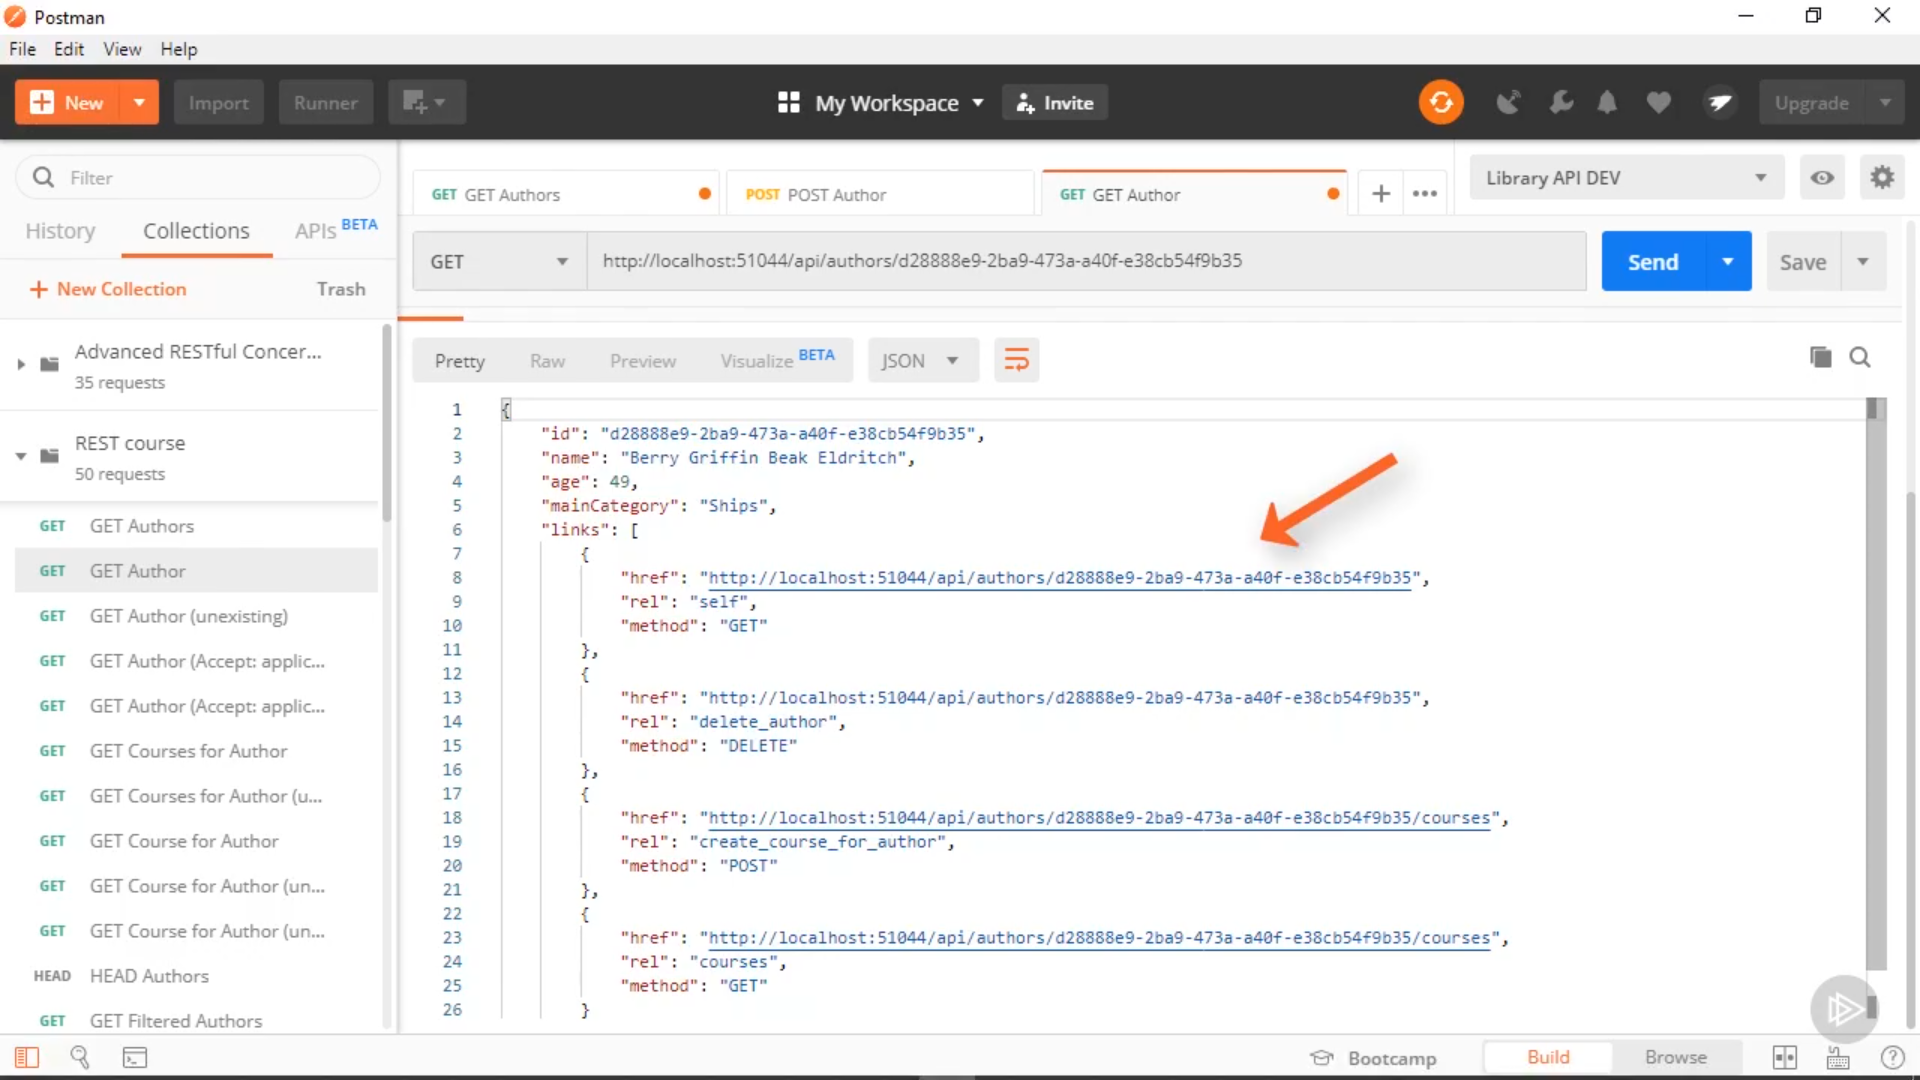 Postman
File Edit View Help
New Import Runner My Workspace Invite Upgrade
Filter
History Collections APIs BETA
+ New Collection Trash
Advanced RESTful Concer...
35 requests
REST course
50 requests
GET GET Authors
GET GET Author
GET GET Author (unexisting)
GET GET Author (Accept: applic...
GET GET Author (Accept: applic...
GET GET Courses for Author
GET GET Courses for Author (u...
GET GET Course for Author
GET GET Course for Author (un...
GET GET Course for Author (un...
HEAD HEAD Authors
GET GET Filtered Authors
GET GET Authors POST POST Author GET GET Author + ...
Library API DEV
GET http://localhost:51044/api/authors/d28888e9-2ba9-473a-a40f-e38cb54f9b35 Send Save
Pretty Raw Preview Visualize BETA JSON
1 {
2 "id": "d28888e9-2ba9-473a-a40f-e38cb54f9b35",
3 "name": "Berry Griffin Beak Eldritch",
4 "age": 49,
5 "mainCategory": "Ships",
6 "links": [
7 {
8 "href": "http://localhost:51044/api/authors/d28888e9-2ba9-473a-a40f-e38cb54f9b35",
9 "rel": "self",
10 "method": "GET"
11 },
12 {
13 "href": "http://localhost:51044/api/authors/d28888e9-2ba9-473a-a40f-e38cb54f9b35",
14 "rel": "delete_author",
15 "method": "DELETE"
16 },
17 {
18 "href": "http://localhost:51044/api/authors/d28888e9-2ba9-473a-a40f-e38cb54f9b35/courses",
19 "rel": "create_course_for_author",
20 "method": "POST"
21 },
22 {
23 "href": "http://localhost:51044/api/authors/d28888e9-2ba9-473a-a40f-e38cb54f9b35/courses",
24 "rel": "courses",
25 "method": "GET"
26 }
Bootcamp Build Browse